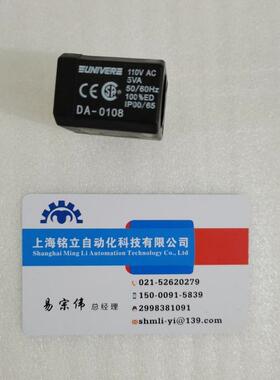 UNIVER
110V AC
3VA
50/60Hz
100%ED
IP00/65
CE
DA-0108
上海铭立自动化科技有限公司
Shanghai Ming Li Automation Technology Co., Ltd
易宗伟 总经理
021-52620279
150-0091-5839
2998381091
shmli-yi@139.com